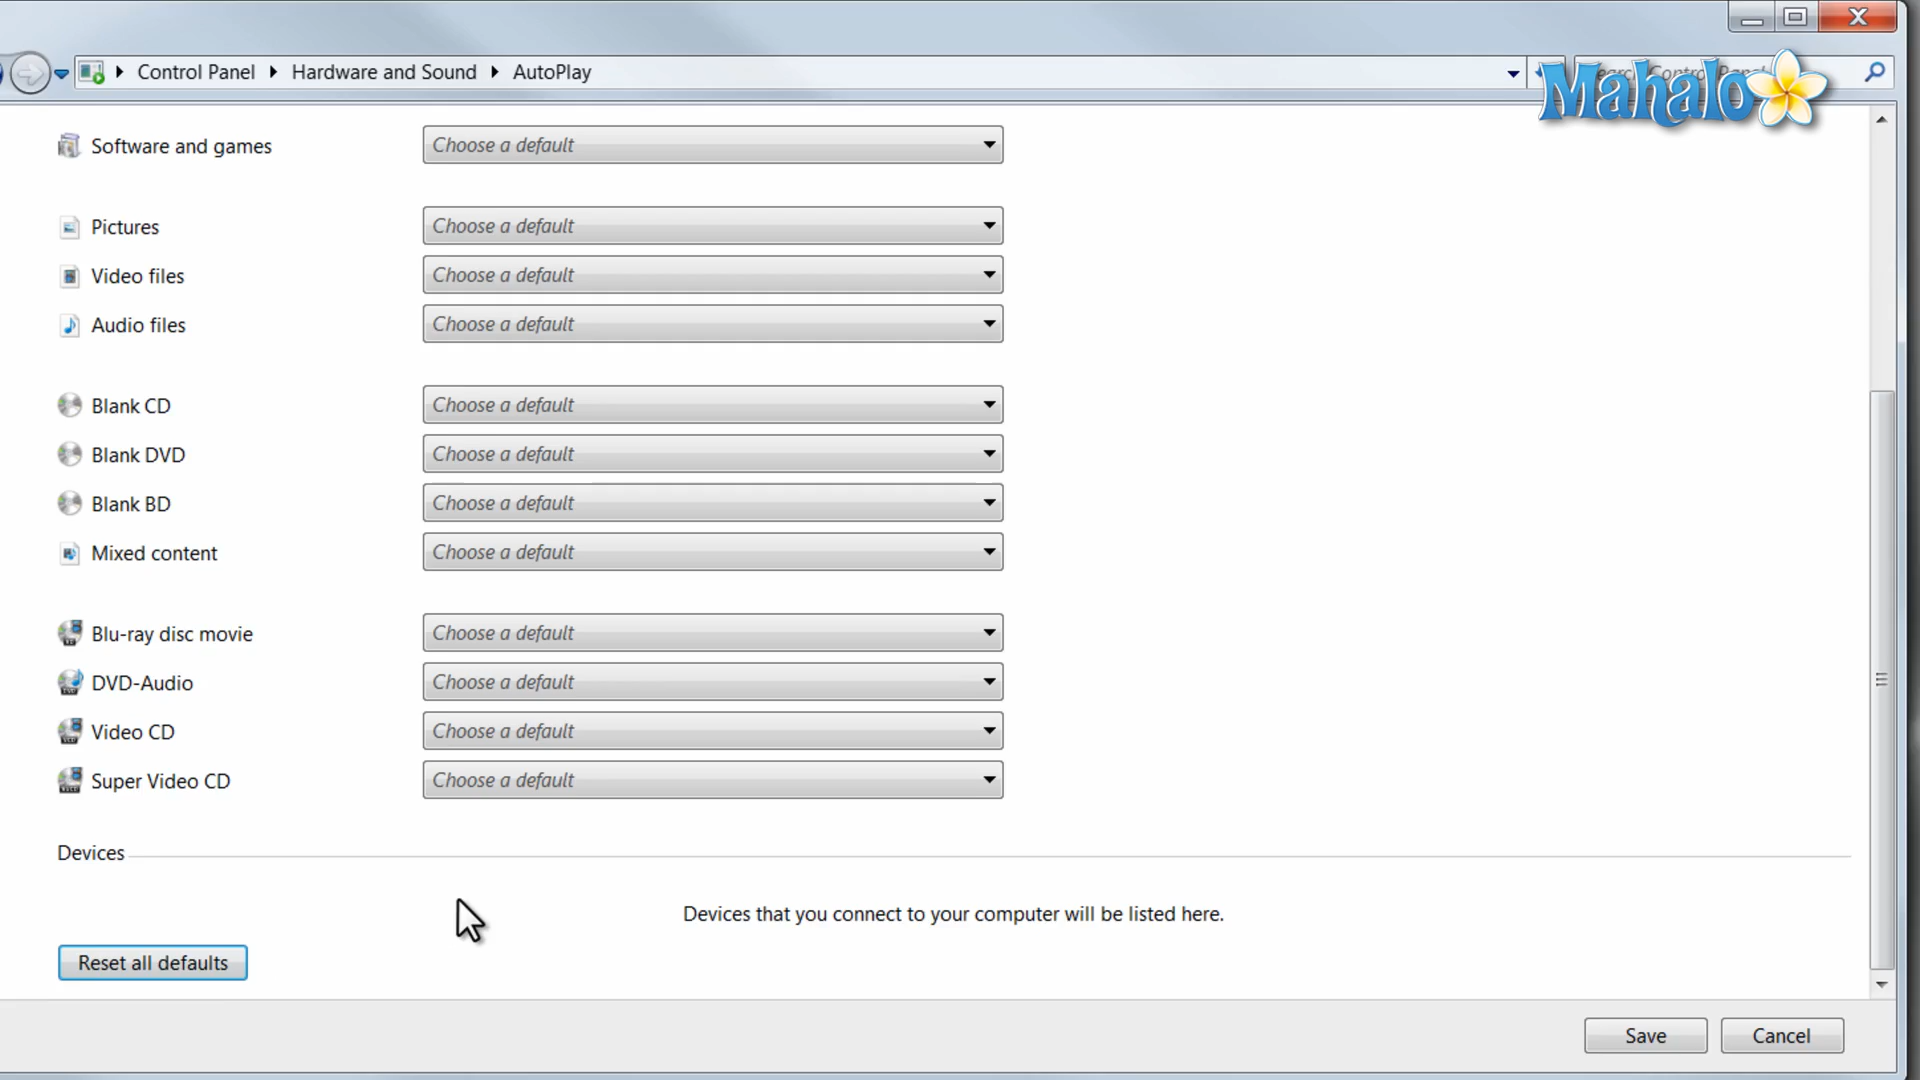 Control Panel Hardware and Sound AutoPlay
Search Control Panel
Mahalo
Software and games Choose a default
Pictures Choose a default
Video files Choose a default
Audio files Choose a default
Blank CD Choose a default
Blank DVD Choose a default
Blank BD Choose a default
Mixed content Choose a default
Blu-ray disc movie Choose a default
DVD-Audio Choose a default
Video CD Choose a default
Super Video CD Choose a default
Devices
Devices that you connect to your computer will be listed here.
Reset all defaults
Save Cancel